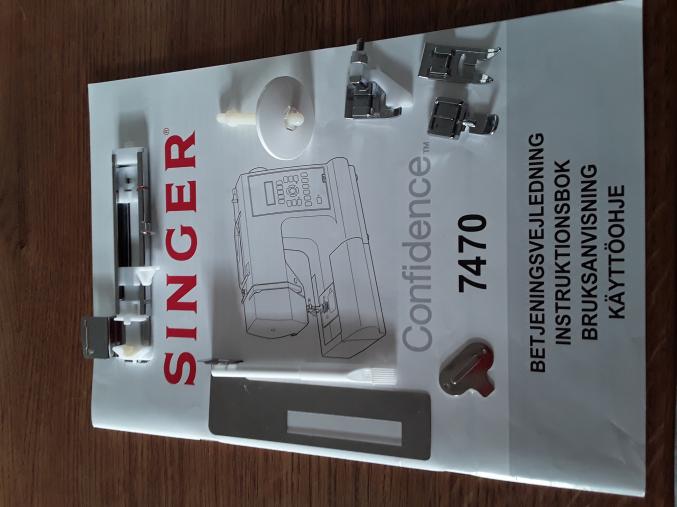 SINGER®
Confidence™
7470
BETJENINGSVEJLEDNING
INSTRUKTIONSBOK
BRUKSANVISNING
KÄYTTÖOHJE